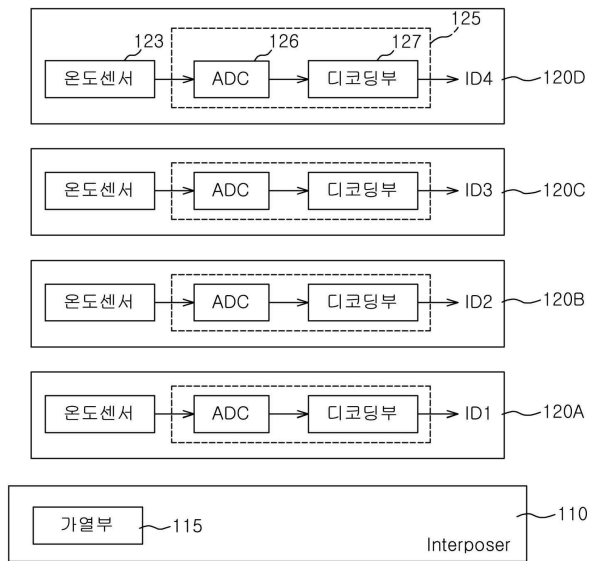 123 126 127 125
온도센서 ADC 디코딩부 ID4 120D
온도센서 ADC 디코딩부 ID3 120C
온도센서 ADC 디코딩부 ID2 120B
온도센서 ADC 디코딩부 ID1 120A
가열부 115 110
Interposer